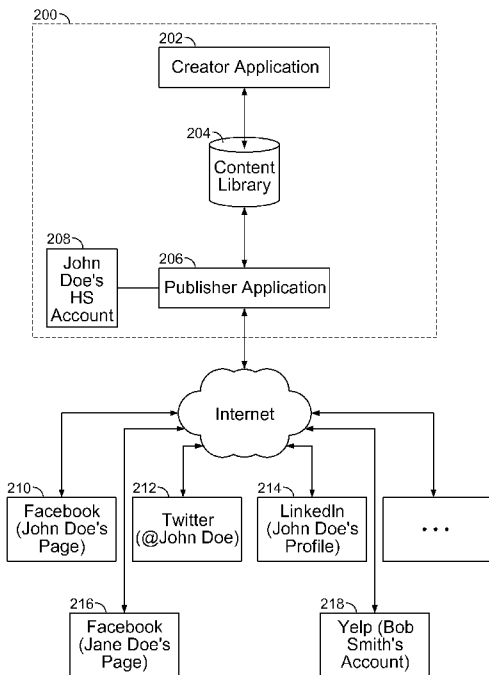 200
202
Creator Application
204
Content
Library
208
John
Doe's
HS
Account
206
Publisher Application
Internet
210
Facebook
(John Doe's
Page)
212
Twitter
(@John Doe)
214
LinkedIn
(John Doe's
Profile)
...
216
Facebook
(Jane Doe's
Page)
218
Yelp (Bob
Smith's
Account)